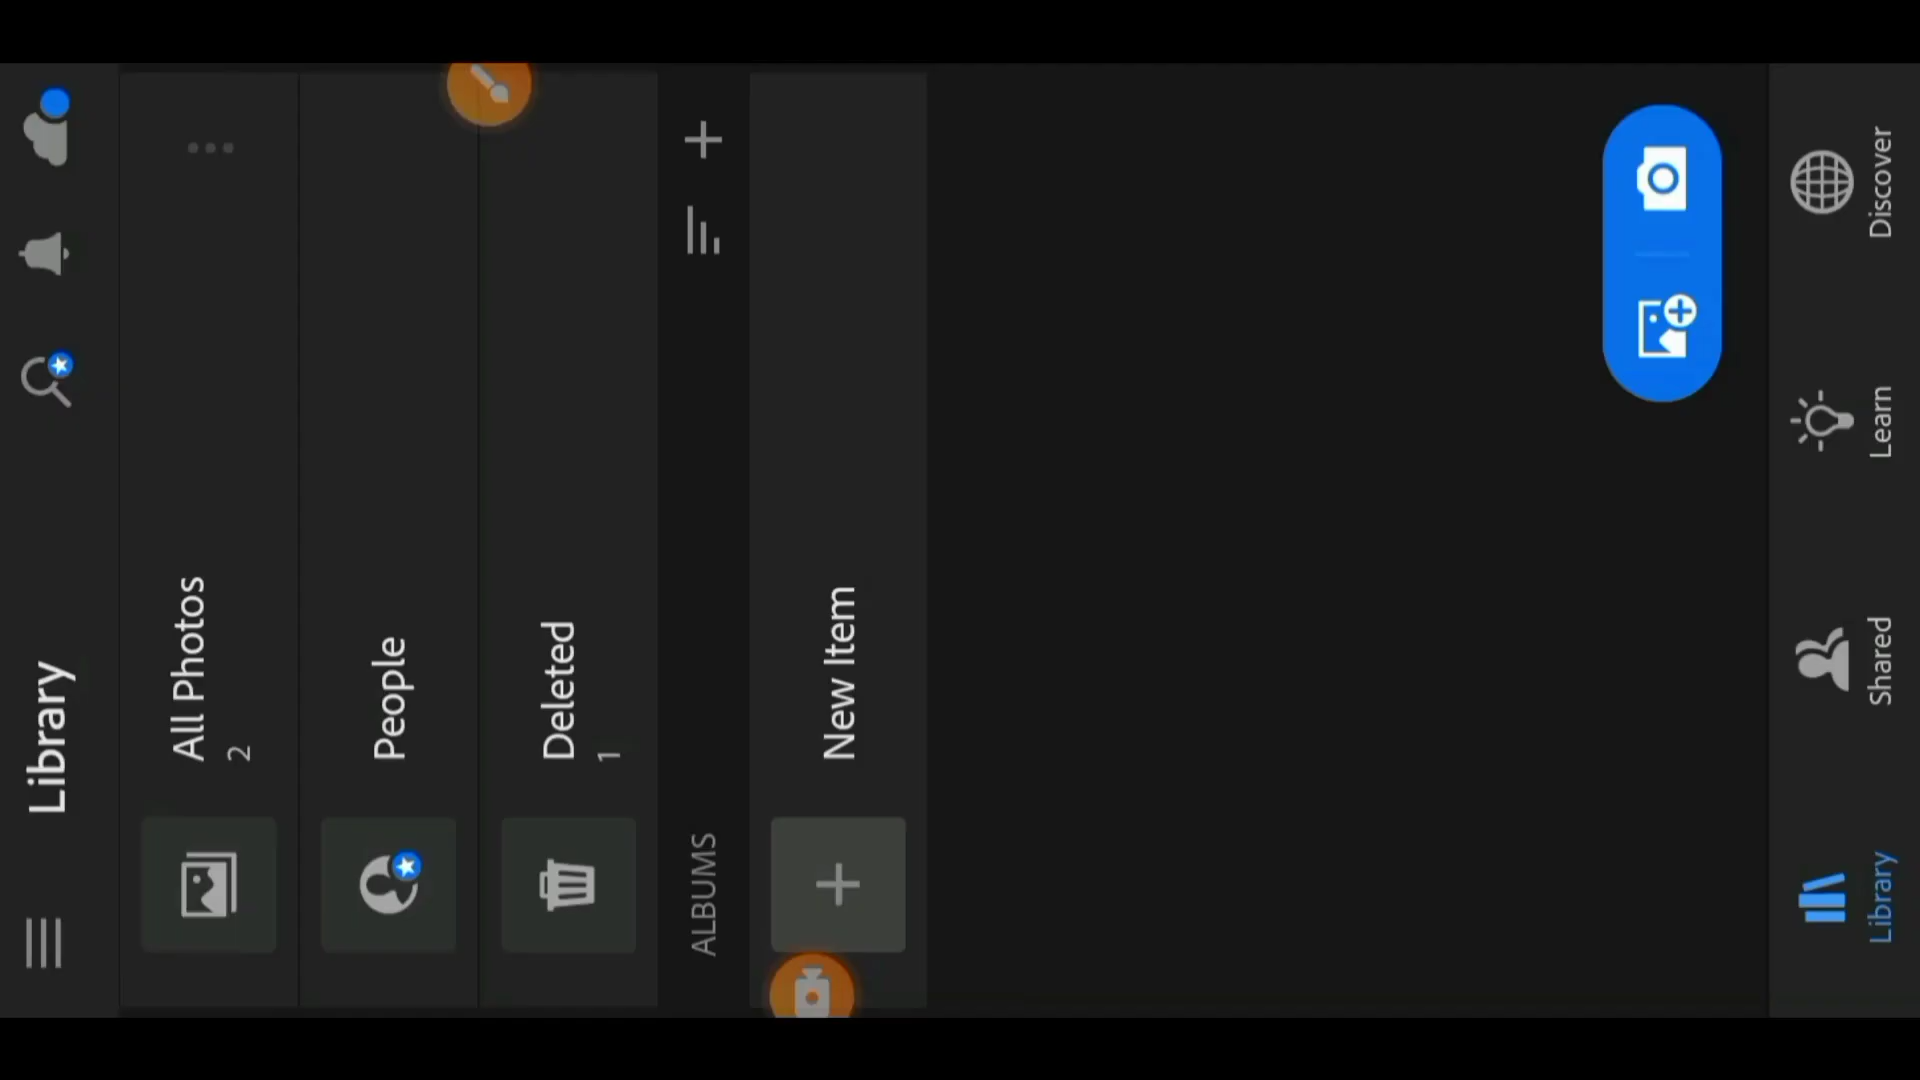 Library
All Photos
2
People
Deleted
1
ALBUMS
New Item
Library
Shared
Learn
Discover